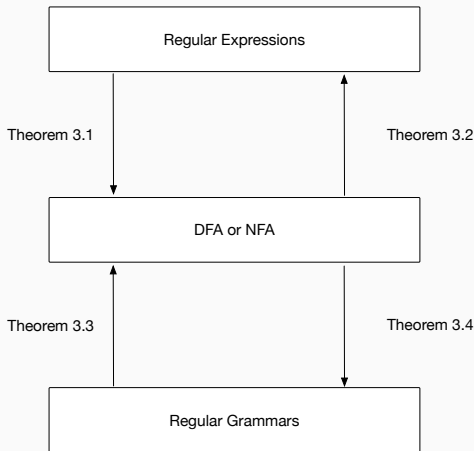 Regular Expressions
Theorem 3.1
Theorem 3.2
DFA or NFA
Theorem 3.3
Theorem 3.4
Regular Grammars